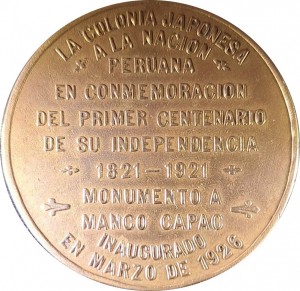 LA COLONIA JAPONESA
A LA NACION
PERUANA
EN CONMEMORACION
DEL PRIMER CENTENARIO
DE SU INDEPENDENCIA
1821-1921
MONUMENTO A
MANCO CAPAC
INAUGURADO
EN MARZO DE 1926